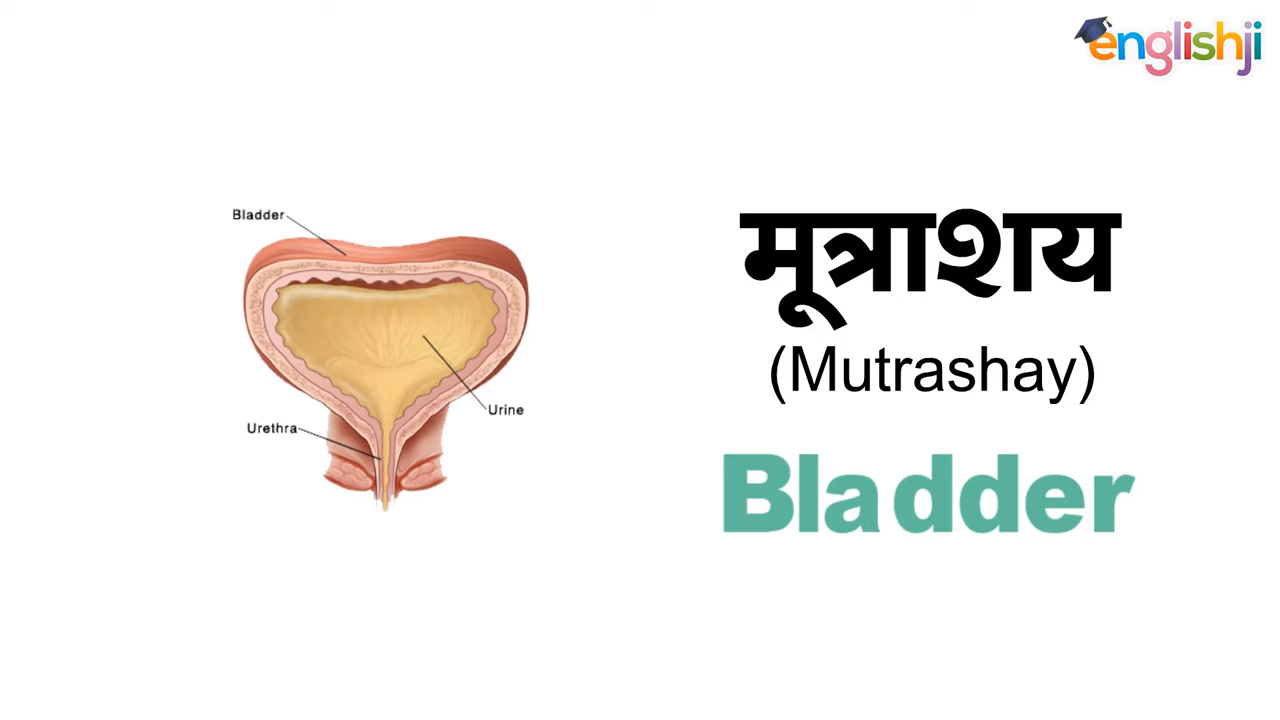 englishji
Bladder
Urine
Urethra
मूत्राशय
(Mutrashay)
Bladder